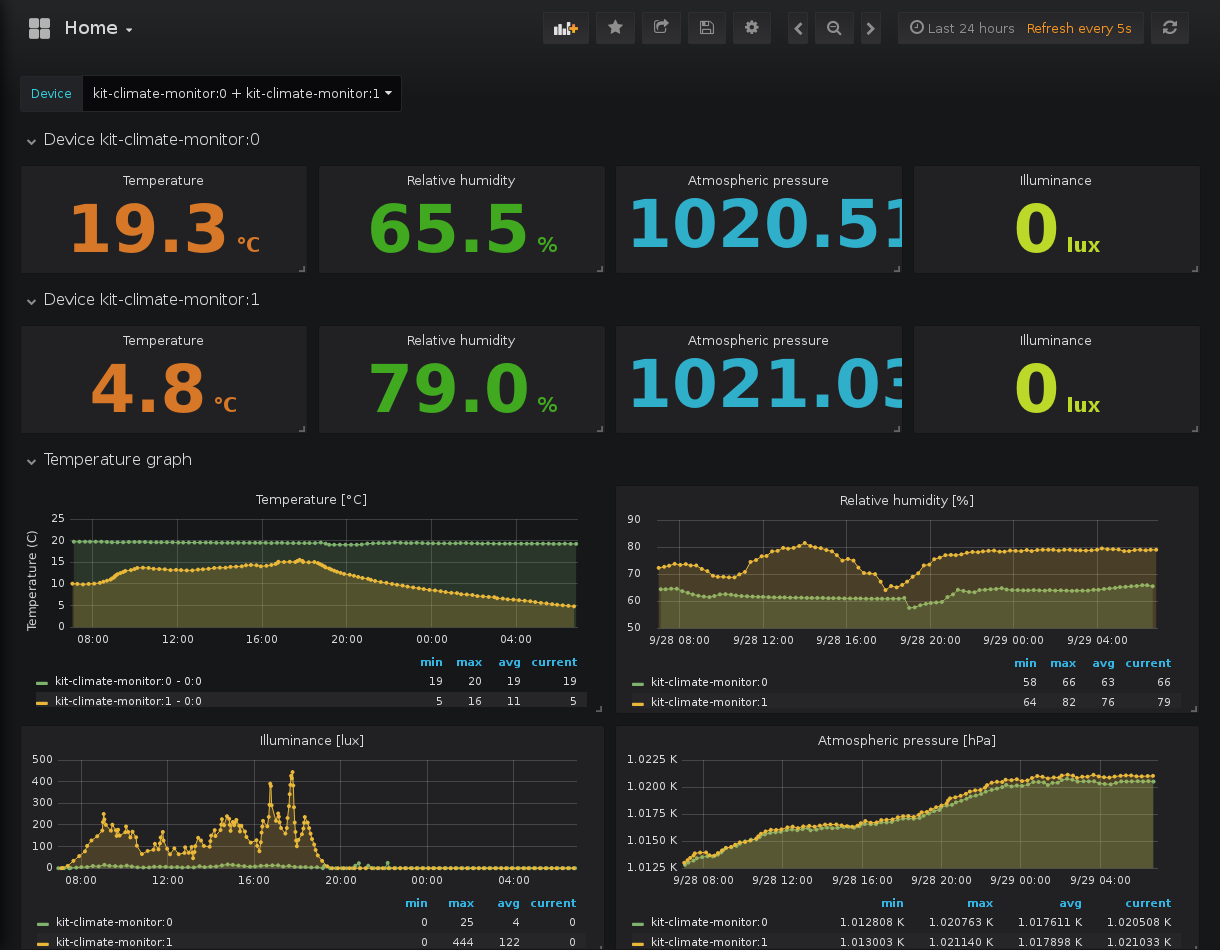 Home
Last 24 hours Refresh every 5s
Device kit-climate-monitor:0 + kit-climate-monitor:1
Device kit-climate-monitor:0
Temperature Relative humidity Atmospheric pressure Illuminance
19.3 °C 65.5 % 1020.51 0 lux
Device kit-climate-monitor:1
Temperature Relative humidity Atmospheric pressure Illuminance
4.8 °C 79.0 % 1021.03 0 lux
Temperature graph
Temperature [°C]
Temperature (C)
25
20
15
10
5
0
08:00 12:00 16:00 20:00 00:00 04:00
min max avg current
kit-climate-monitor:0 - 0:0 19 20 19 19
kit-climate-monitor:1 - 0:0 5 16 11 5
Relative humidity [%]
90
80
70
60
50
9/28 08:00 9/28 12:00 9/28 16:00 9/28 20:00 9/29 00:00 9/29 04:00
min max avg current
kit-climate-monitor:0 58 66 63 66
kit-climate-monitor:1 64 82 76 79
Illuminance [lux]
500
400
300
200
100
0
08:00 12:00 16:00 20:00 00:00 04:00
min max avg current
kit-climate-monitor:0 0 25 4 0
kit-climate-monitor:1 0 444 122 0
Atmospheric pressure [hPa]
1.0225 K
1.0200 K
1.0175 K
1.0150 K
1.0125 K
9/28 08:00 9/28 12:00 9/28 16:00 9/28 20:00 9/29 00:00 9/29 04:00
min max avg current
kit-climate-monitor:0 1.012808 K 1.020763 K 1.017611 K 1.020508 K
kit-climate-monitor:1 1.013003 K 1.021140 K 1.017898 K 1.021033 K